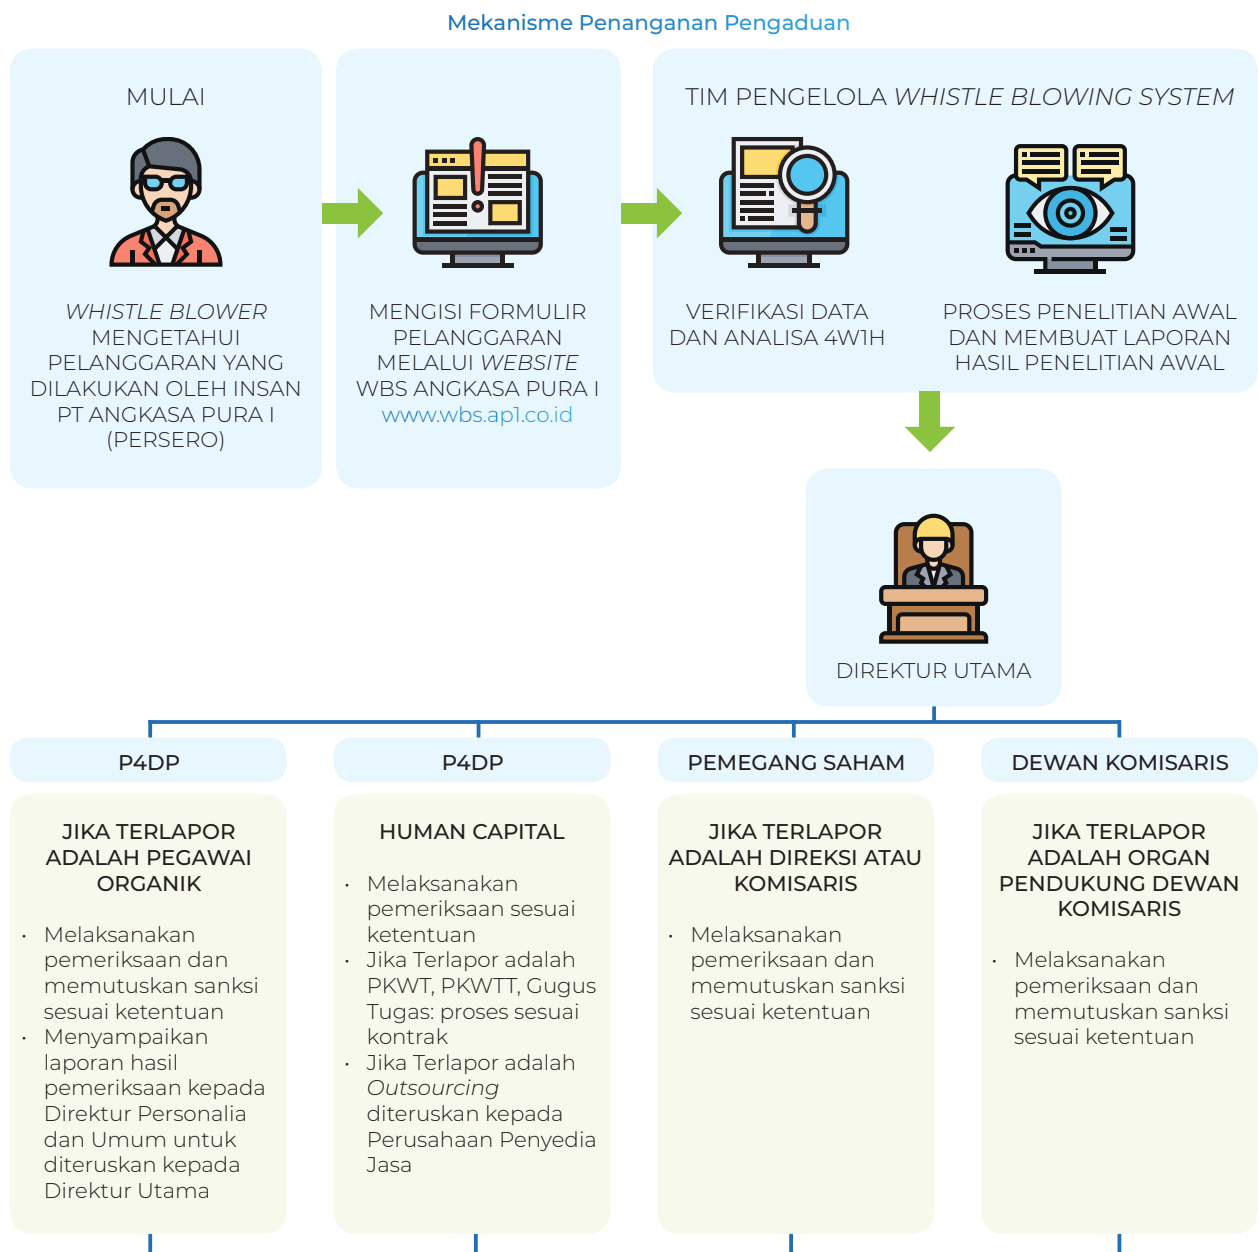 Mekanisme Penanganan Pengaduan
MULAI
WHISTLE BLOWER
MENGETAHUI
PELANGGARAN YANG
DILAKUKAN OLEH INSAN
PT ANGKASA PURA I
(PERSERO)
MENGISI FORMULIR
PELANGGARAN
MELALUI WEBSITE
WBS ANGKASA PURA I
www.wbs.ap1.co.id
TIM PENGELOLA WHISTLE BLOWING SYSTEM
VERIFIKASI DATA
DAN ANALISA 4W1H
PROSES PENELITIAN AWAL
DAN MEMBUAT LAPORAN
HASIL PENELITIAN AWAL
DIREKTUR UTAMA
P4DP
JIKA TERLAPOR
ADALAH PEGAWAI
ORGANIK
• Melaksanakan
pemeriksaan dan
memutuskan sanksi
sesuai ketentuan
• Menyampaikan
laporan hasil
pemeriksaan kepada
Direktur Personalia
dan Umum untuk
diteruskan kepada
Direktur Utama
P4DP
HUMAN CAPITAL
• Melaksanakan
pemeriksaan sesuai
ketentuan
• Jika Terlapor adalah
PKWT, PKWTT, Gugus
Tugas: proses sesuai
kontrak
• Jika Terlapor adalah
Outsourcing
diteruskan kepada
Perusahaan Penyedia
Jasa
PEMEGANG SAHAM
JIKA TERLAPOR
ADALAH DIREKSI ATAU
KOMISARIS
• Melaksanakan
pemeriksaan dan
memutuskan sanksi
sesuai ketentuan
DEWAN KOMISARIS
JIKA TERLAPOR
ADALAH ORGAN
PENDUKUNG DEWAN
KOMISARIS
• Melaksanakan
pemeriksaan dan
memutuskan sanksi
sesuai ketentuan